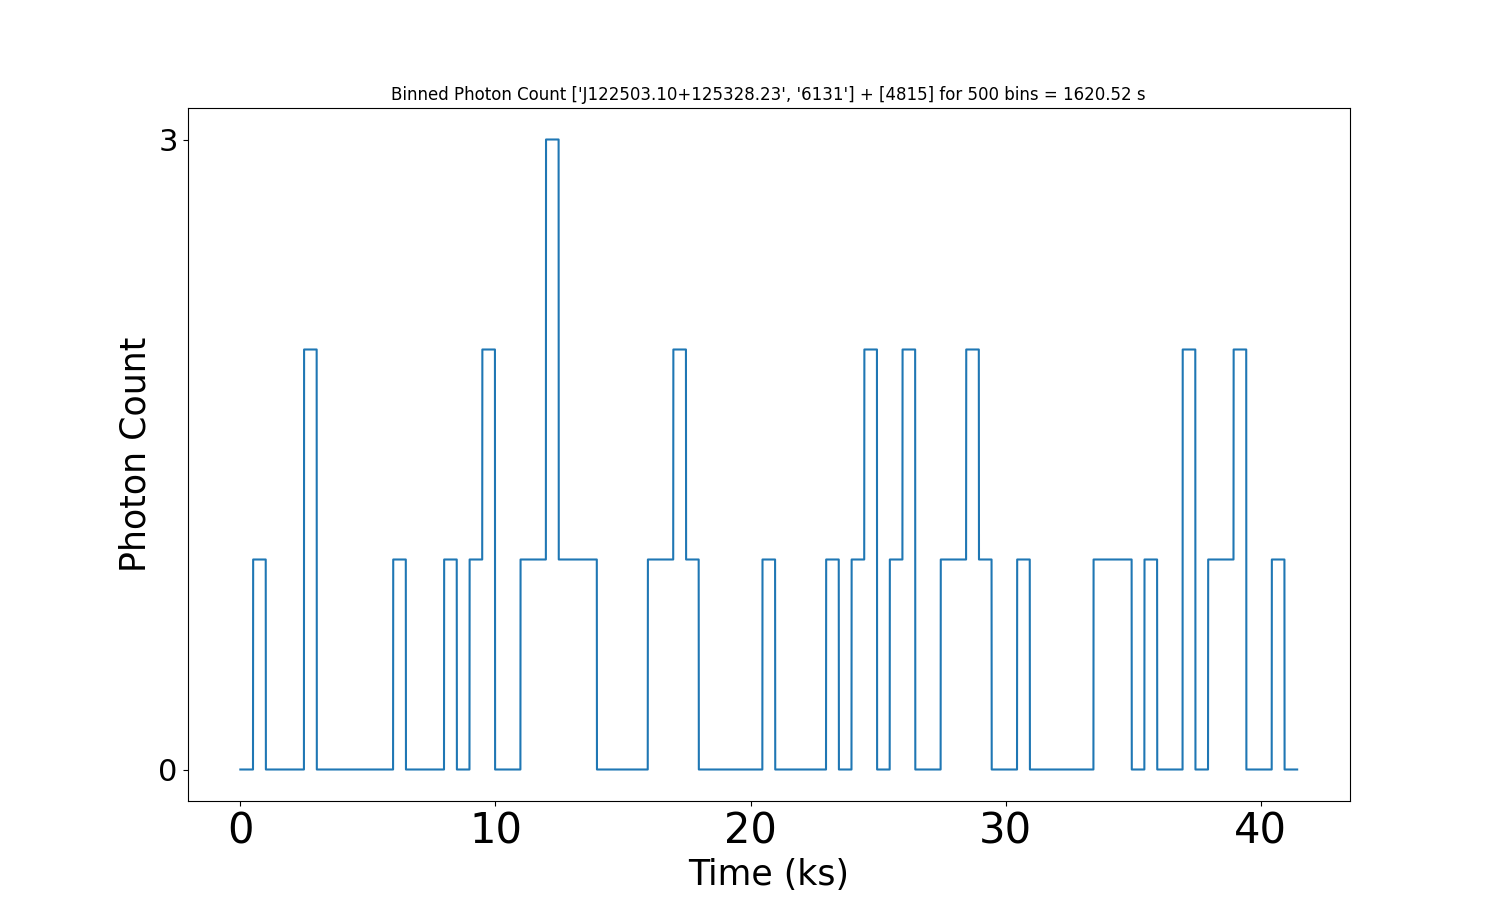 Binned Photon Count ['J122503.10+125328.23', '6131'] + [4815] for 500 bins = 1620.52 s
3
0
Photon Count
0 10 20 30 40
Time (ks)